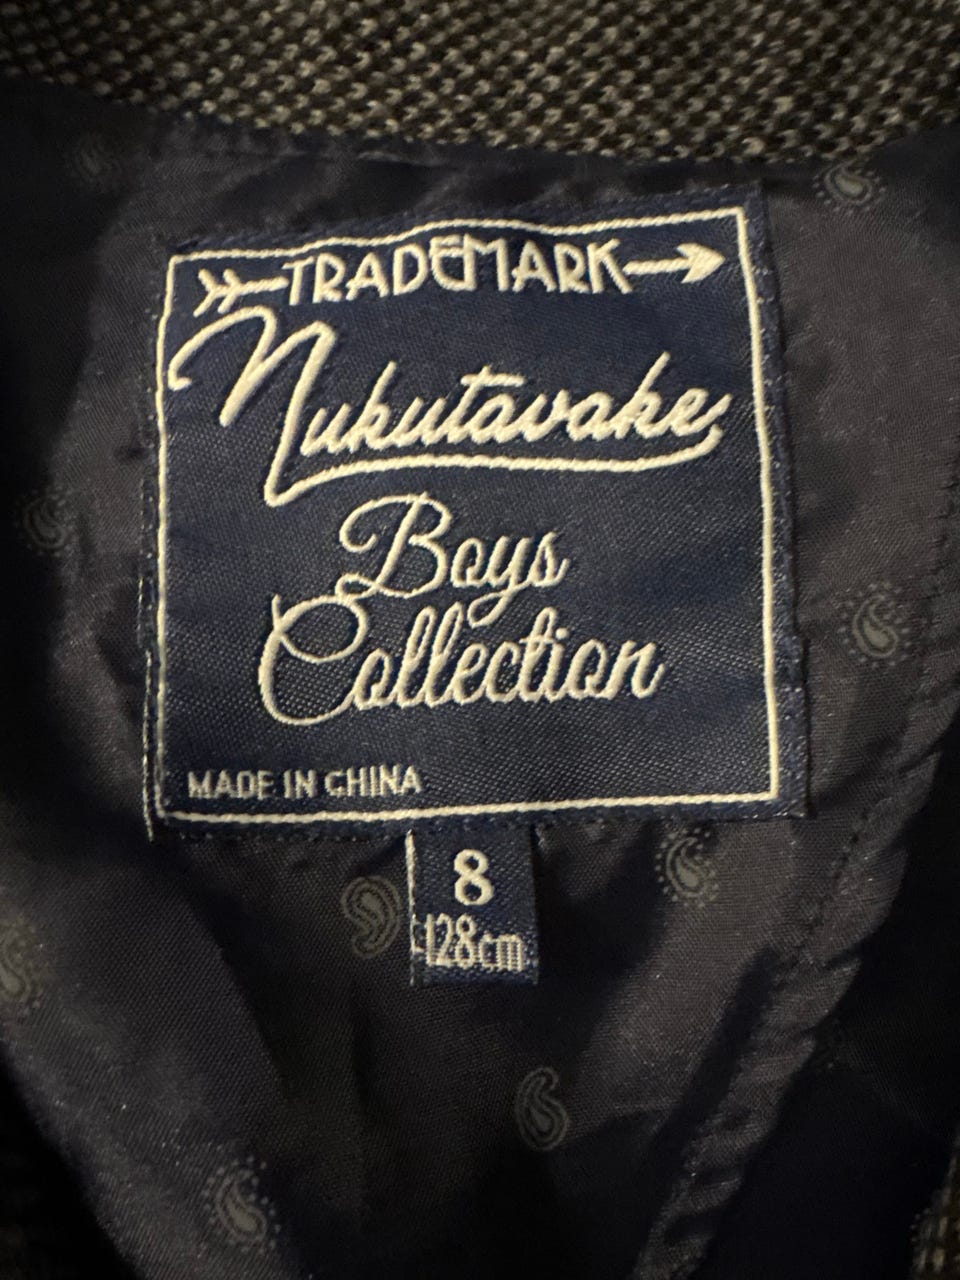 TRADEMARK
Nukutavake
Boys
Collection
MADE IN CHINA
8
128cm